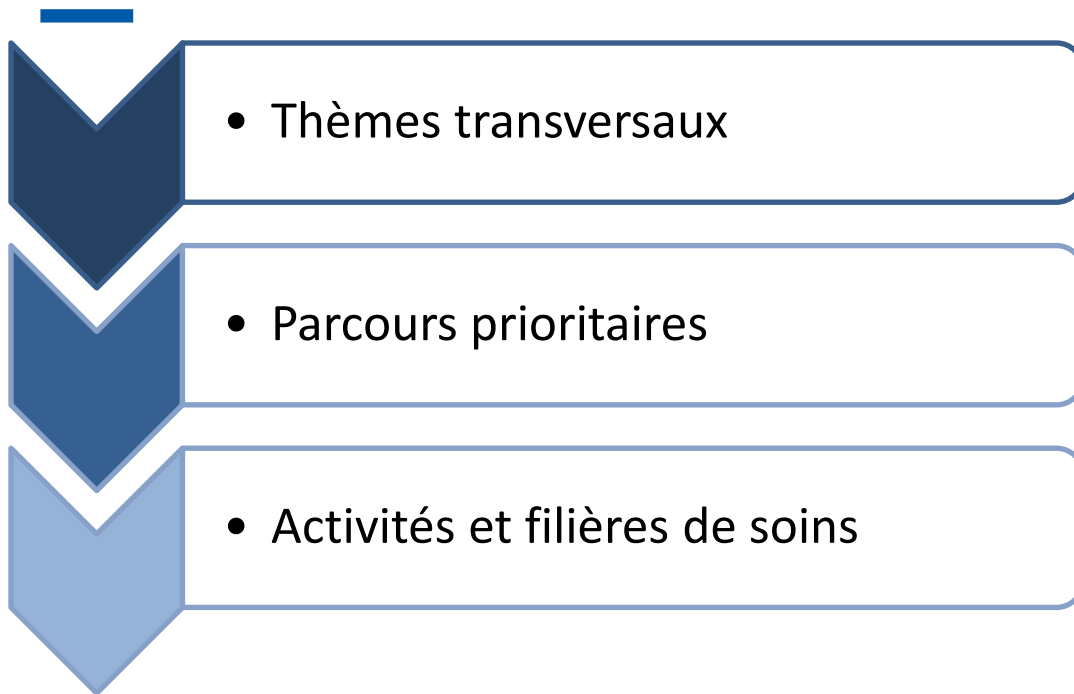 • Thèmes transversaux
• Parcours prioritaires
• Activités et filières de soins